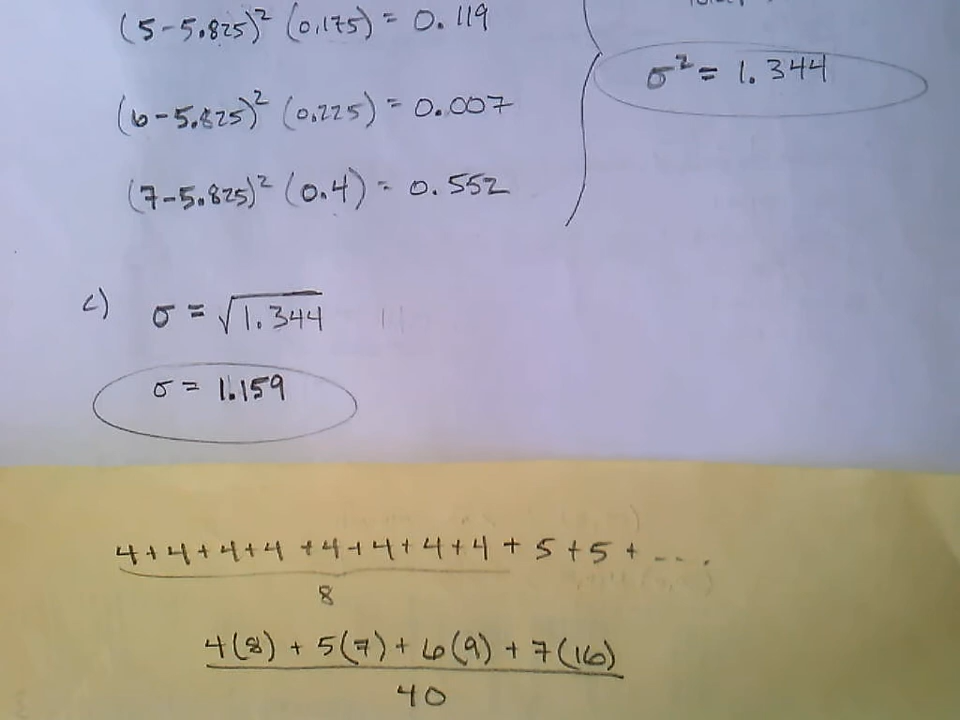 (5-5.825)² (0.175) = 0.119
σ² = 1.344
(6-5.825)² (0.225) = 0.007
(7-5.825)² (0.4) = 0.552
c) σ = √1.344
σ = 1.159
4+4+4+4+4+4+4+4+5+5+...
8
4(8) + 5(7) + 6(9) + 7(16)
40